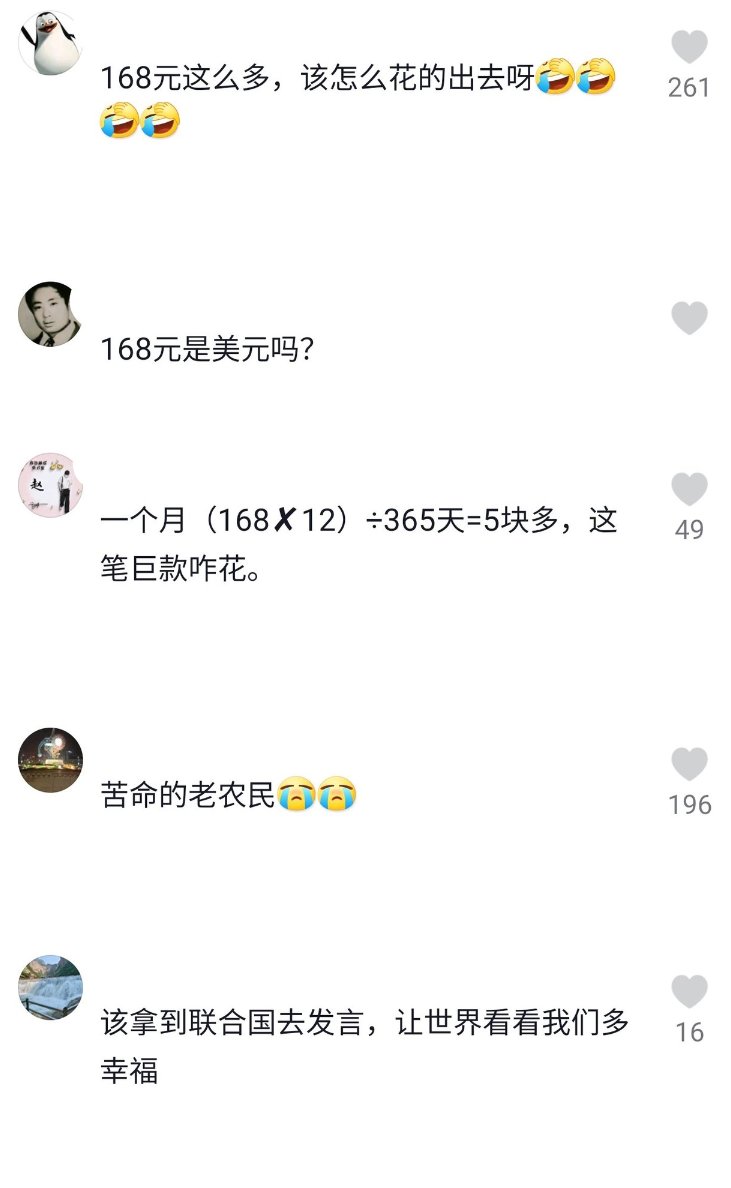 168元这么多，该怎么花的出去呀🤣🤣
🤣🤣
261
168元是美元吗？
赵
一个月（168✘12）÷365天=5块多，这
笔巨款咋花。
49
苦命的老农民😭😭
196
该拿到联合国去发言，让世界看看我们多
幸福
16